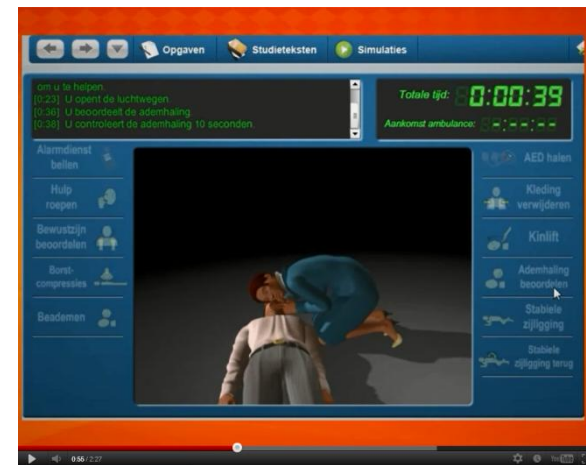 Opgaven
Studieteksten
Simulaties
om u te helpen.
[0:23] U opent de luchtwegen.
[0:36] U beoordeelt de ademhaling.
[0:38] U controleert de ademhaling 10 seconden.
Totale tijd: 0:00:39
Aankomst ambulance: -:--:--
Alarmdienst
bellen
Hulp
roepen
Bewustzijn
beoordelen
Borst-
compressies
Beademen
AED halen
Kleding
verwijderen
Kinlift
Ademhaling
beoordelen
Stabiele
zijligging
Stabiele
zijligging terug
0:56 / 2:27